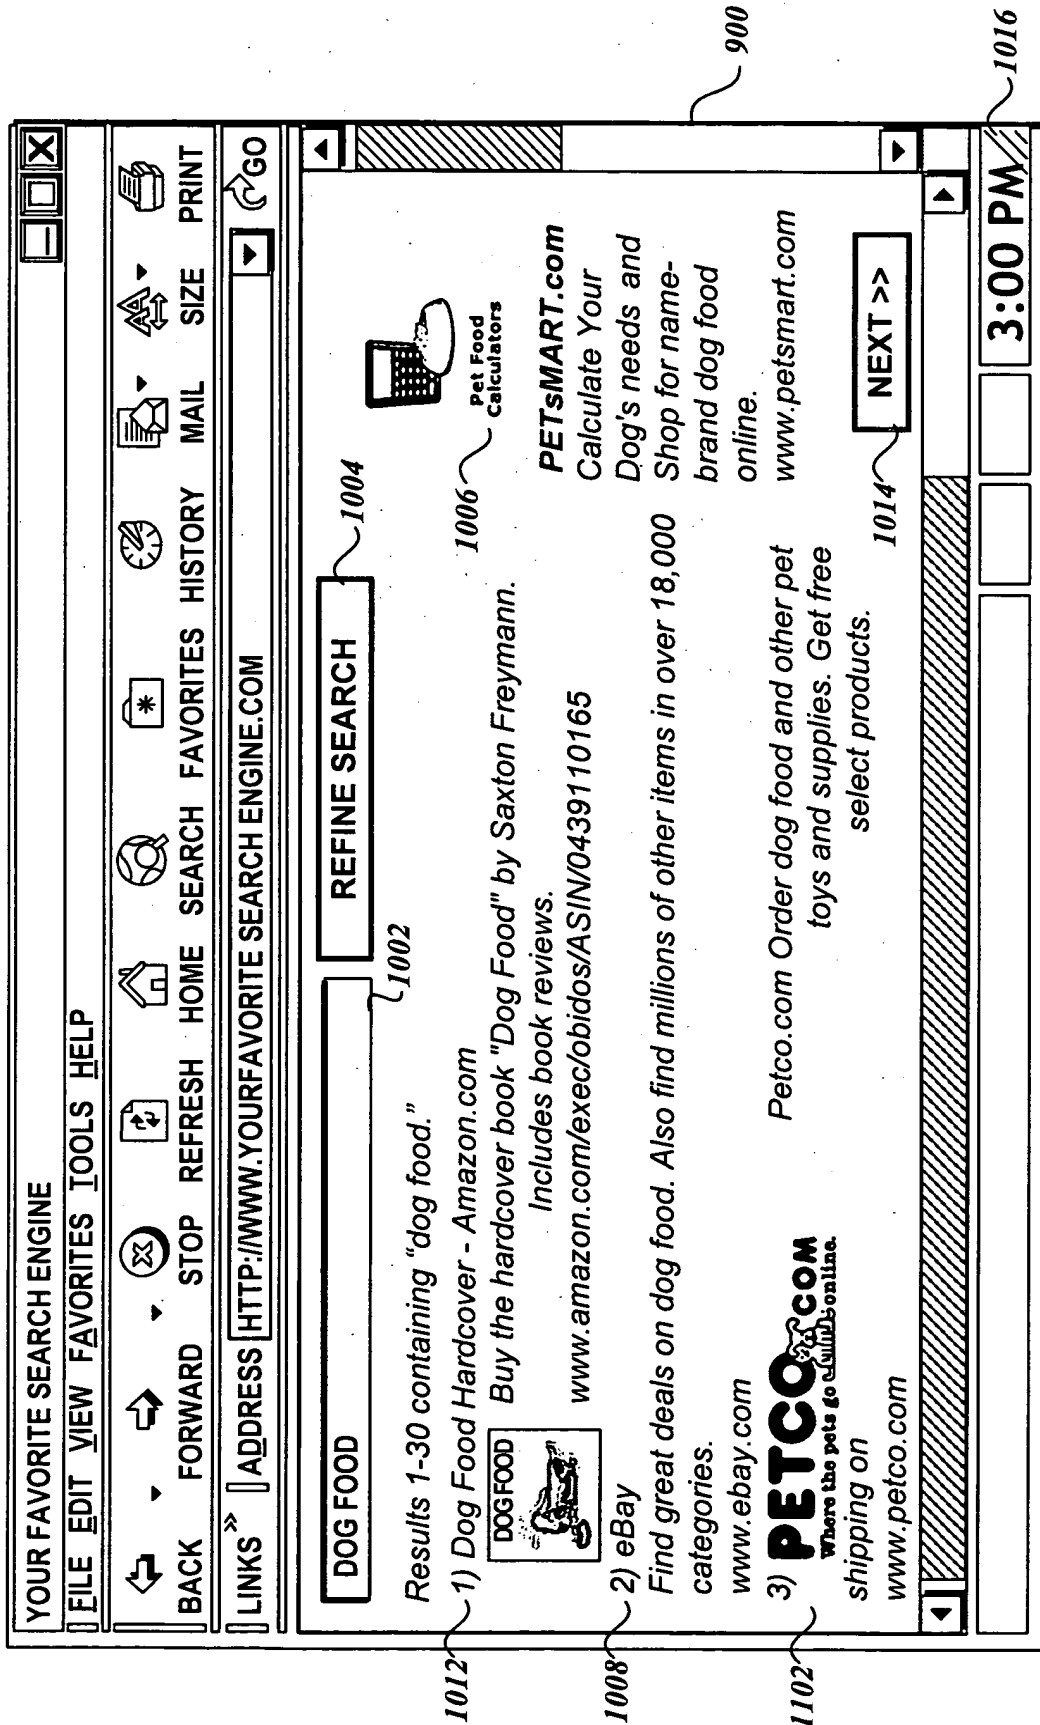 YOUR FAVORITE SEARCH ENGINE
FILE EDIT VIEW FAVORITES TOOLS HELP
BACK FORWARD STOP REFRESH HOME SEARCH FAVORITES HISTORY MAIL SIZE PRINT
LINKS » ADDRESS HTTP://WWW.YOURFAVORITE SEARCH ENGINE.COM GO
DOG FOOD
REFINE SEARCH
1002
1004
Results 1-30 containing "dog food."
1012
1) Dog Food Hardcover - Amazon.com
DOG FOOD
Buy the hardcover book "Dog Food" by Saxton Freymann.
Includes book reviews.
www.amazon.com/exec/obidos/ASIN/0439110165
1008
2) eBay
Find great deals on dog food. Also find millions of other items in over 18,000
categories.
www.ebay.com
1102
3) PETCO.COM
Where the pets go online.
Petco.com Order dog food and other pet
toys and supplies. Get free
shipping on
select products.
www.petco.com
Pet Food
Calculators
1006
PETsMART.com
Calculate Your
Dog's needs and
Shop for name-
brand dog food
online.
www.petsmart.com
NEXT >>
1014
900
3:00 PM
1016